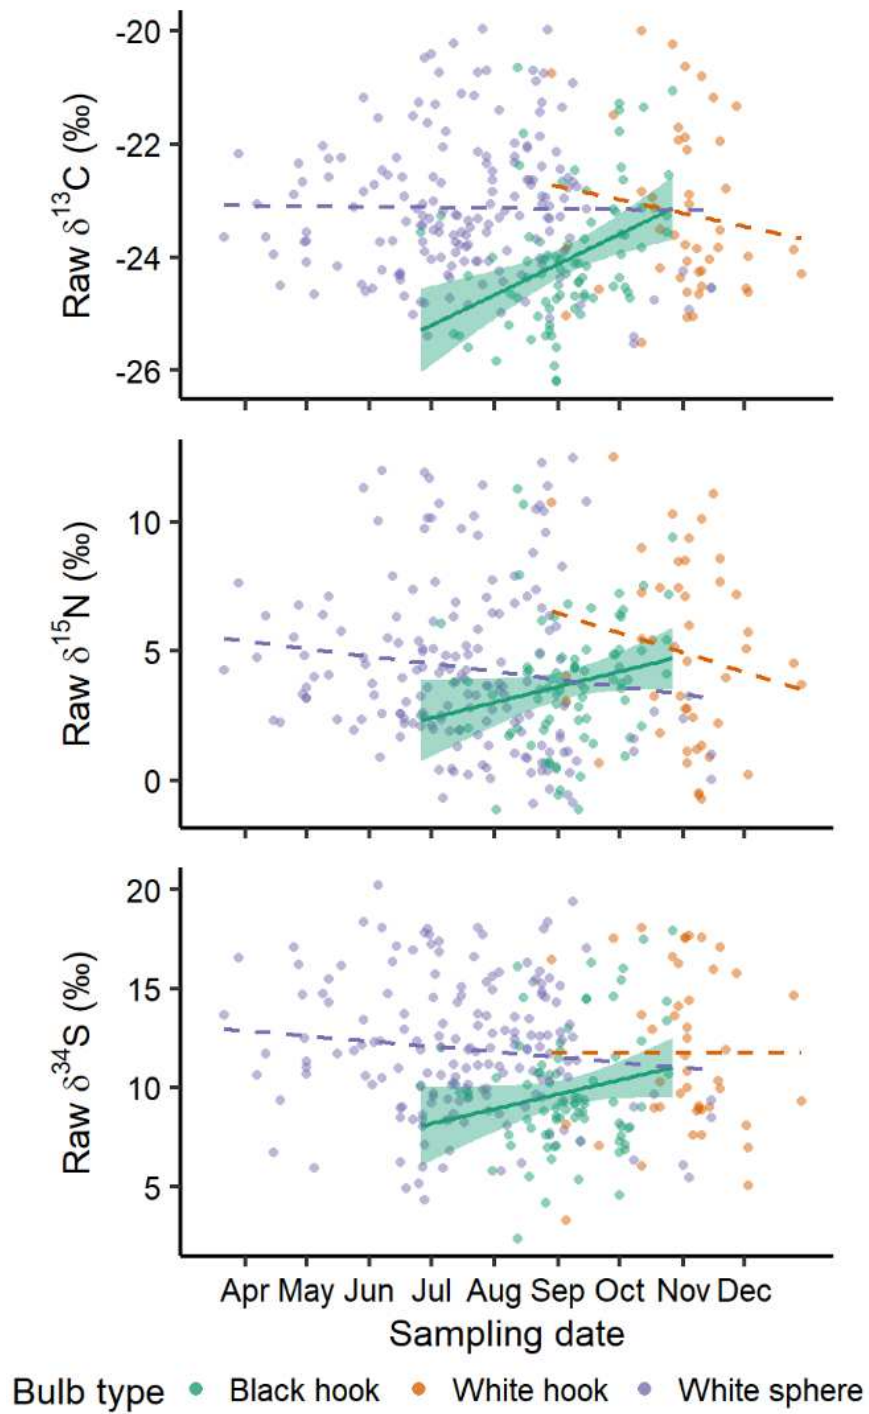 -20
-22
-24
-26
Raw δ13C (‰)
10
5
0
Raw δ15N (‰)
20
15
10
5
Raw δ34S (‰)
Apr May Jun Jul Aug Sep Oct Nov Dec
Sampling date
Bulb type Black hook White hook White sphere